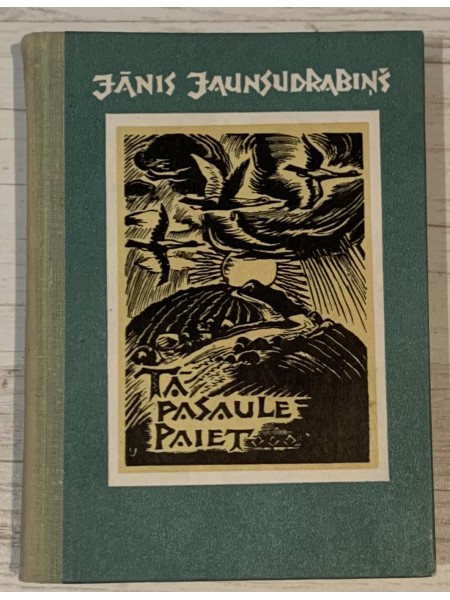 JĀNIS JAUNSUDRABIŅŠ
TĀ
PASAULE
PAIET...